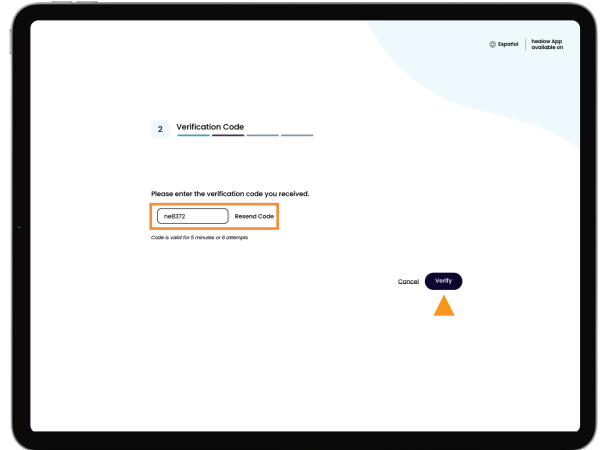 Español
healow App
available on
2 Verification Code
Please enter the verification code you received.
ne8372 Resend Code
Code is valid for 5 minutes or 6 attempts
Cancel Verify